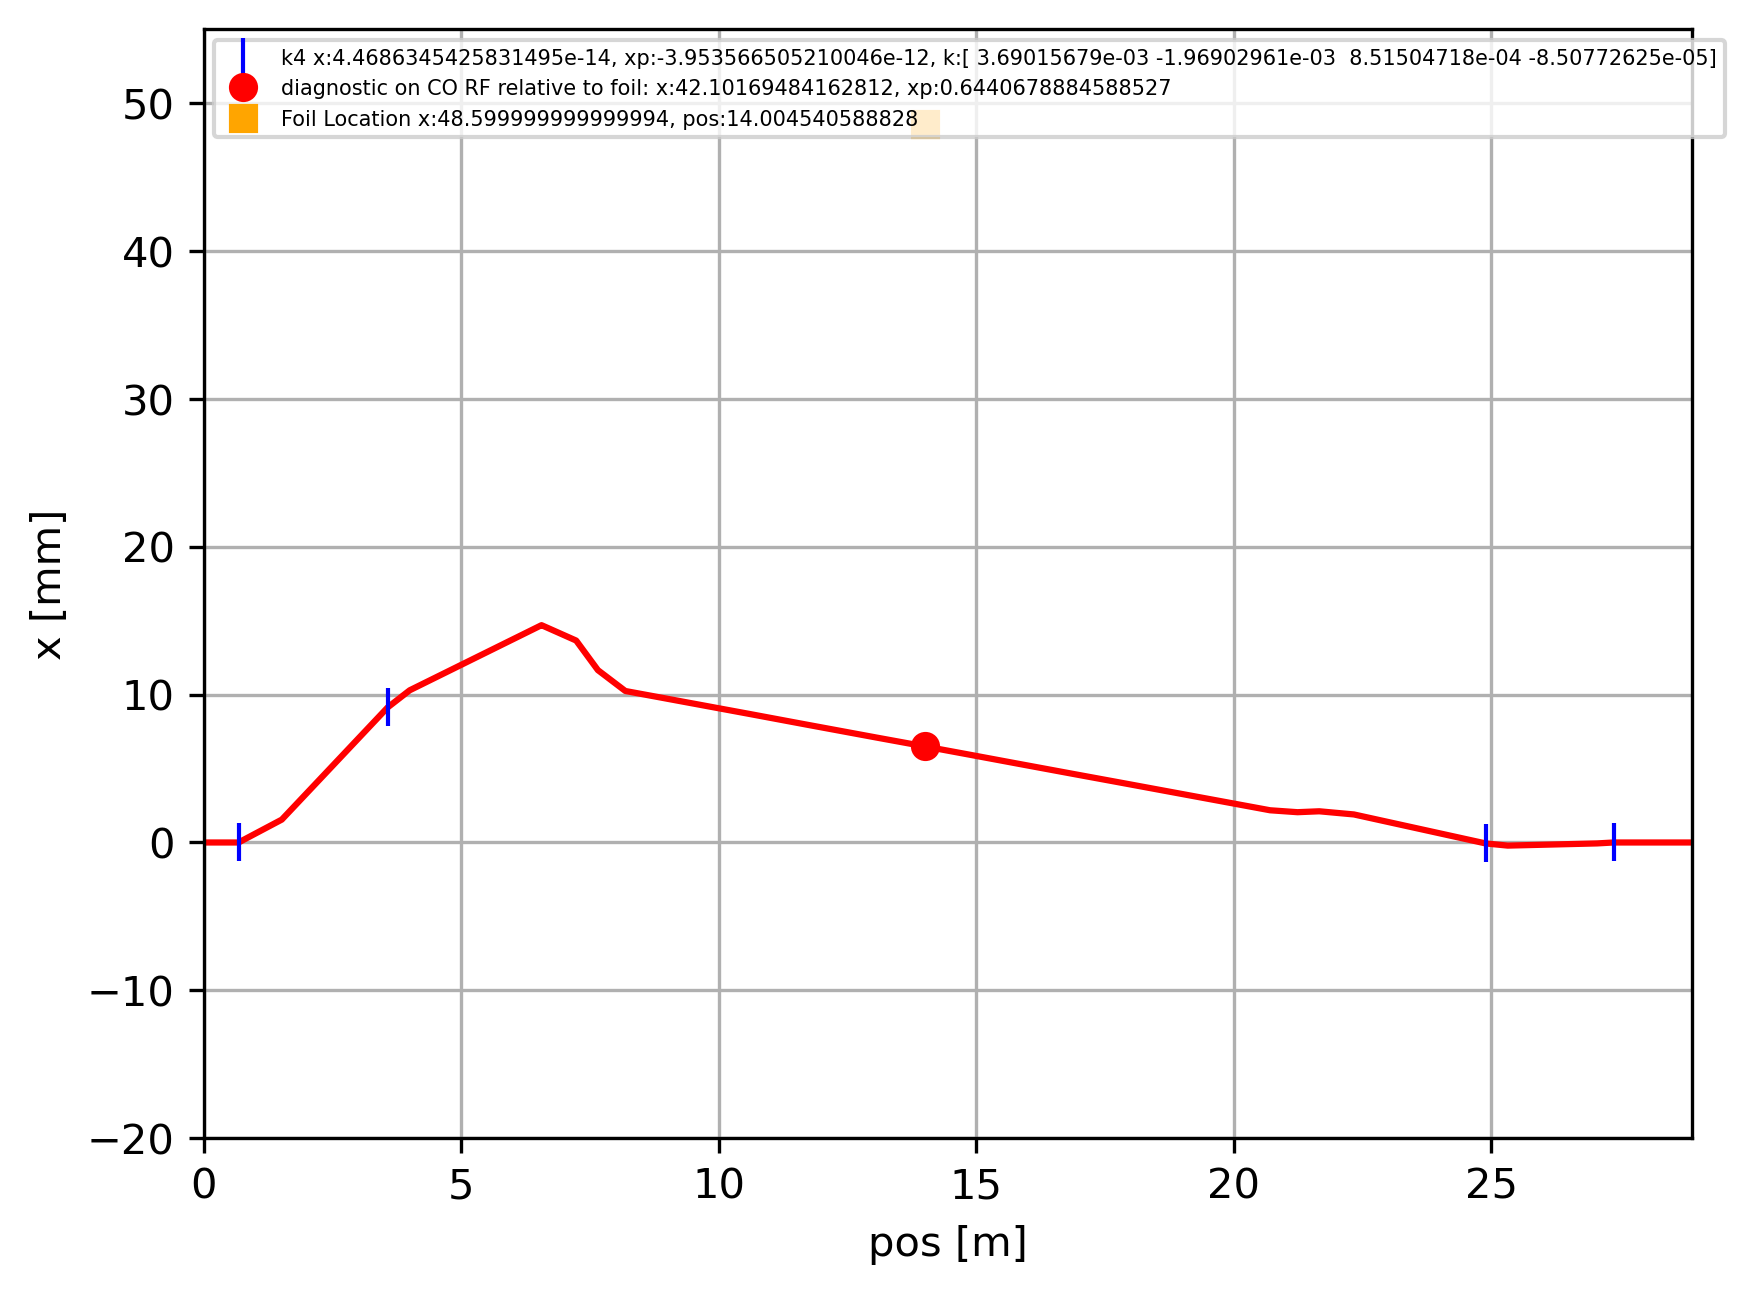 k4 x:4.4686345425831495e-14, xp:-3.953566505210046e-12, k:[ 3.69015679e-03 -1.96902961e-03  8.51504718e-04 -8.50772625e-05]
diagnostic on CO RF relative to foil: x:42.10169484162812, xp:0.6440678884588527
Foil Location x:48.599999999999994, pos:14.004540588828
50
40
30
20
10
0
−10
−20
x [mm]
0
5
10
15
20
25
pos [m]